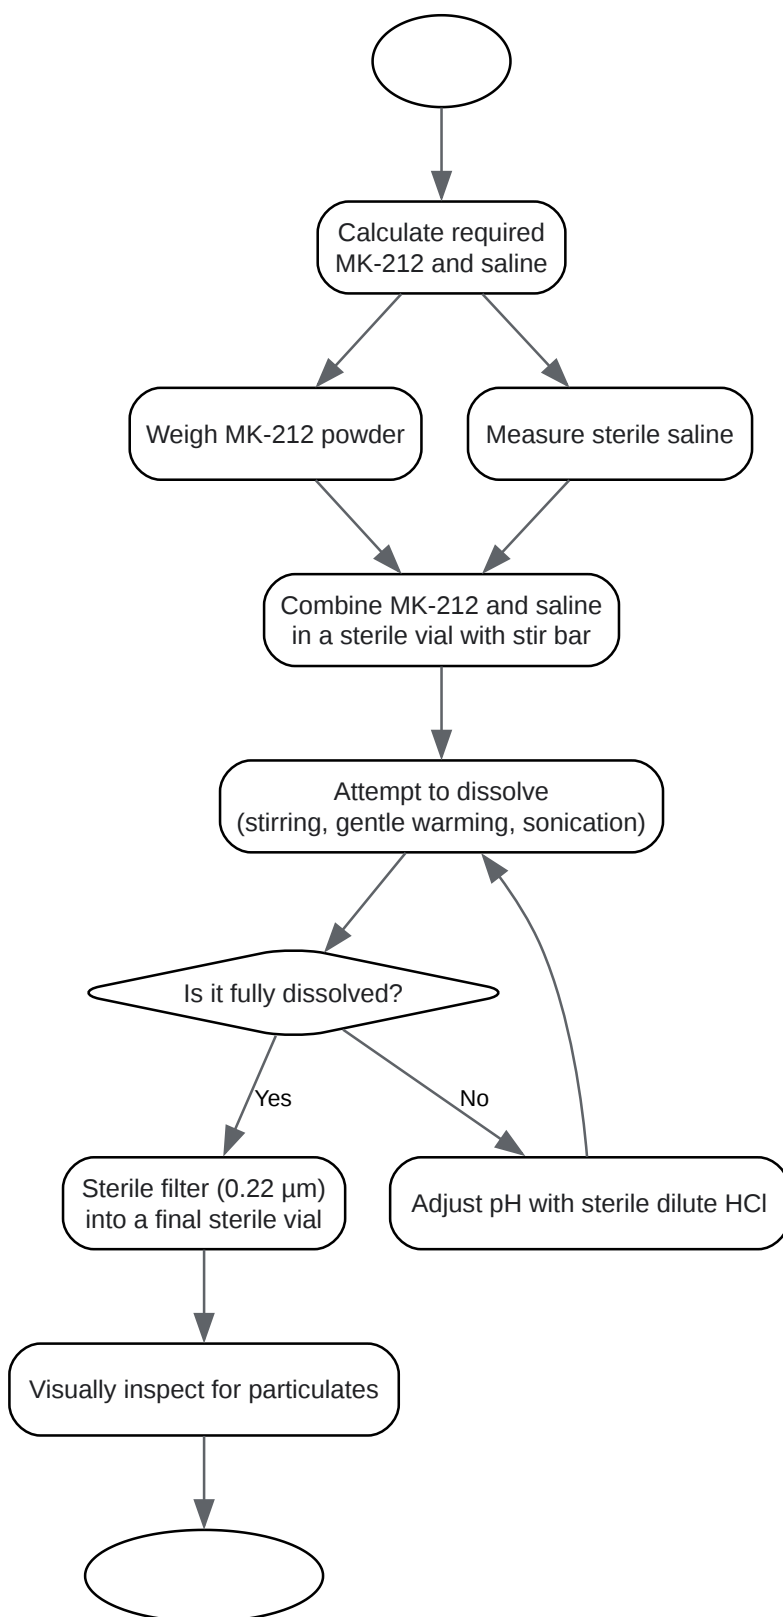 Calculate required
MK-212 and saline
Weigh MK-212 powder
Measure sterile saline
Combine MK-212 and saline
in a sterile vial with stir bar
Attempt to dissolve
(stirring, gentle warming, sonication)
Is it fully dissolved?
Yes
No
Sterile filter (0.22 µm)
into a final sterile vial
Adjust pH with sterile dilute HCl
Visually inspect for particulates